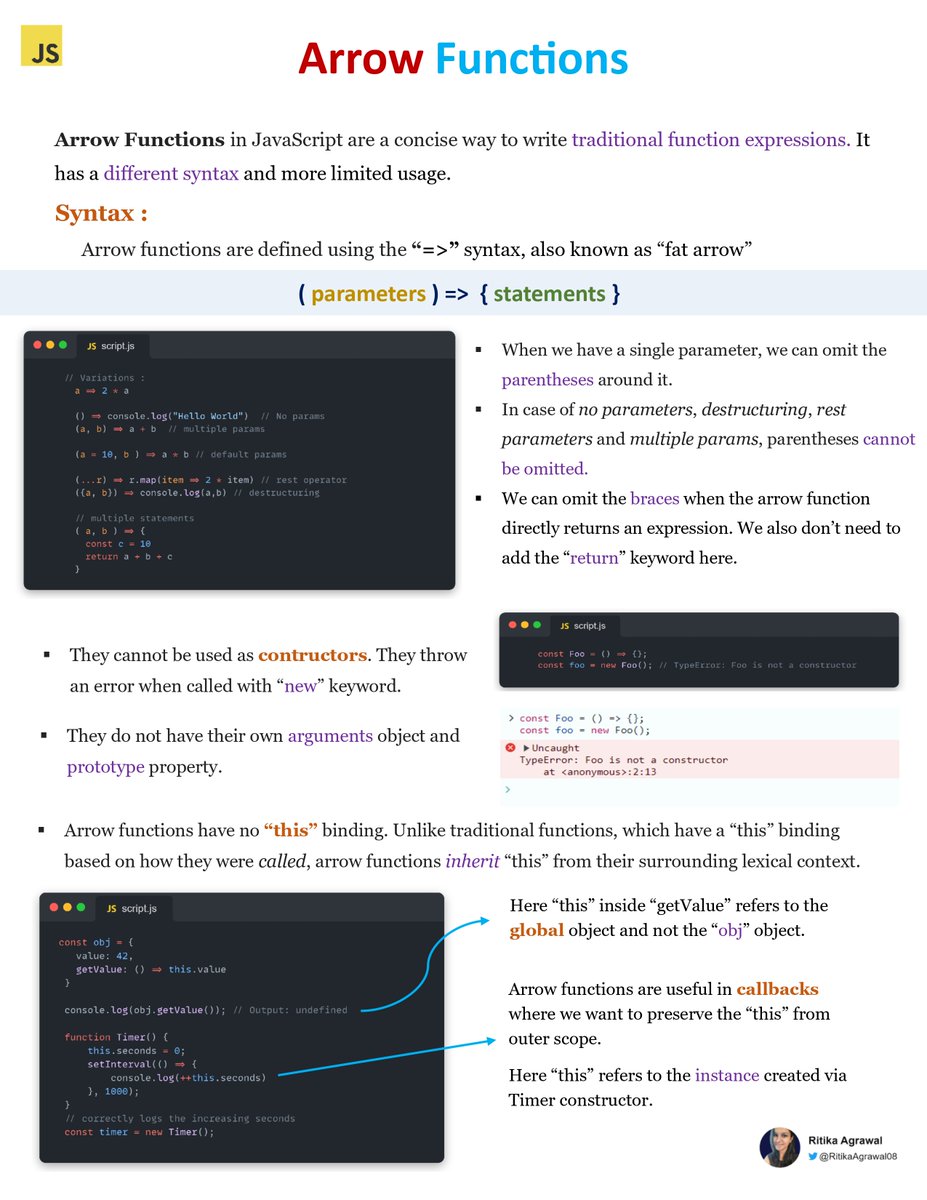 JS
Arrow Functions
Arrow Functions in JavaScript are a concise way to write traditional function expressions. It
has a different syntax and more limited usage.
Syntax :
Arrow functions are defined using the “=>” syntax, also known as “fat arrow”
( parameters ) => { statements }
JS script.js
// Variations :
a => 2 * a
() => console.log("Hello World") // No params
(a, b) => a + b // multiple params
(a = 10, b ) => a * b // default params
(...r) => r.map(item => 2 * item) // rest operator
({a, b}) => console.log(a,b) // destructuring
// multiple statements
( a, b ) => {
const c = 10
return a + b + c
}
▪ When we have a single parameter, we can omit the
parentheses around it.
▪ In case of no parameters, destructuring, rest
parameters and multiple params, parentheses cannot
be omitted.
▪ We can omit the braces when the arrow function
directly returns an expression. We also don’t need to
add the “return” keyword here.
▪ They cannot be used as contructors. They throw
an error when called with “new” keyword.
▪ They do not have their own arguments object and
prototype property.
JS script.js
const Foo = () => {};
const foo = new Foo(); // TypeError: Foo is not a constructor
> const Foo = () => {};
const foo = new Foo();
▶Uncaught
TypeError: Foo is not a constructor
at <anonymous>:2:13
>
▪ Arrow functions have no “this” binding. Unlike traditional functions, which have a “this” binding
based on how they were called, arrow functions inherit “this” from their surrounding lexical context.
JS script.js
const obj = {
value: 42,
getValue: () => this.value
}
console.log(obj.getValue()); // Output: undefined
function Timer() {
this.seconds = 0;
setInterval(() => {
console.log(++this.seconds)
}, 1000);
}
// correctly logs the increasing seconds
const timer = new Timer();
Here “this” inside “getValue” refers to the
global object and not the “obj” object.
Arrow functions are useful in callbacks
where we want to preserve the “this” from
outer scope.
Here “this” refers to the instance created via
Timer constructor.
Ritika Agrawal
@RitikaAgrawal08